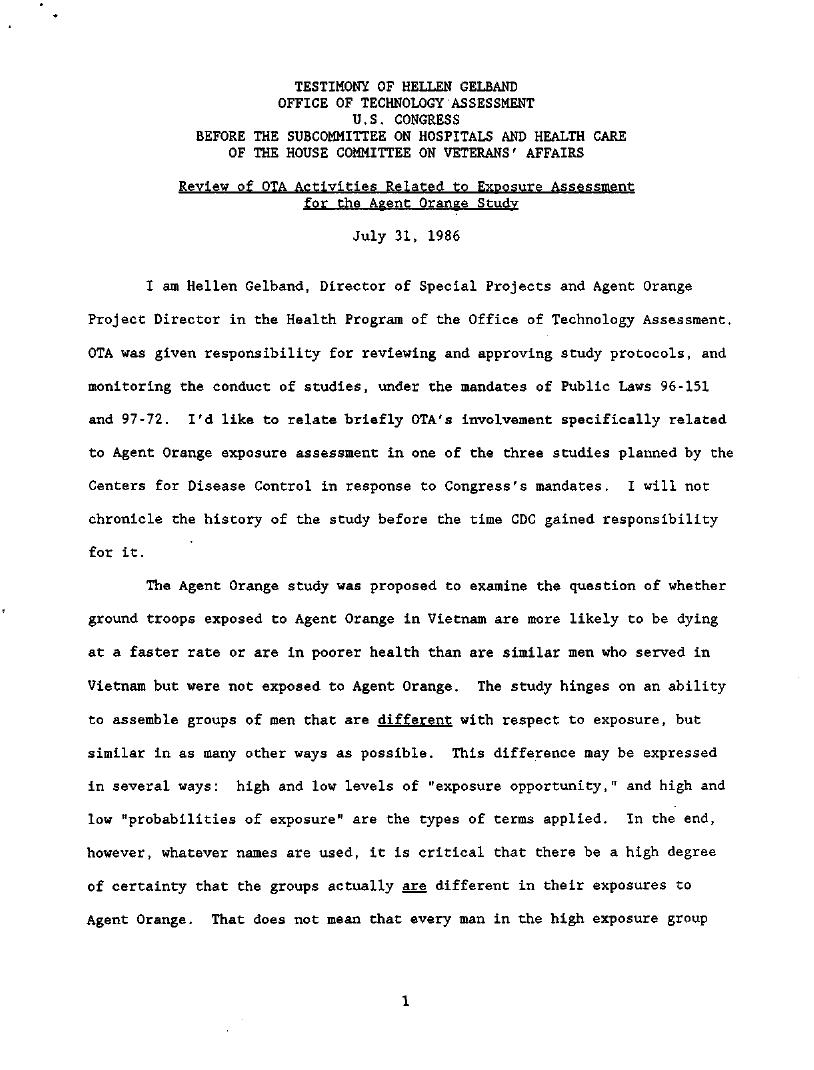 TESTIMONY OF HELLEN GELBAND
OFFICE OF TECHNOLOGY ASSESSMENT
U.S. CONGRESS
BEFORE THE SUBCOMMITTEE ON HOSPITALS AND HEALTH CARE
OF THE HOUSE COMMITTEE ON VETERANS' AFFAIRS
Review of OTA Activities Related to Exposure Assessment
for the Agent Orange Study
July 31, 1986
I am Hellen Gelband, Director of Special Projects and Agent Orange
Project Director in the Health Program of the Office of Technology Assessment.
OTA was given responsibility for reviewing and approving study protocols, and
monitoring the conduct of studies, under the mandates of Public Laws 96-151
and 97-72. I'd like to relate briefly OTA's involvement specifically related
to Agent Orange exposure assessment in one of the three studies planned by the
Centers for Disease Control in response to Congress's mandates. I will not
chronicle the history of the study before the time CDC gained responsibility
for it.
The Agent Orange study was proposed to examine the question of whether
ground troops exposed to Agent Orange in Vietnam are more likely to be dying
at a faster rate or are in poorer health than are similar men who served in
Vietnam but were not exposed to Agent Orange. The study hinges on an ability
to assemble groups of men that are different with respect to exposure, but
similar in as many other ways as possible. This difference may be expressed
in several ways: high and low levels of "exposure opportunity," and high and
low "probabilities of exposure" are the types of terms applied. In the end,
however, whatever names are used, it is critical that there be a high degree
of certainty that the groups actually are different in their exposures to
Agent Orange. That does not mean that every man in the high exposure group
1